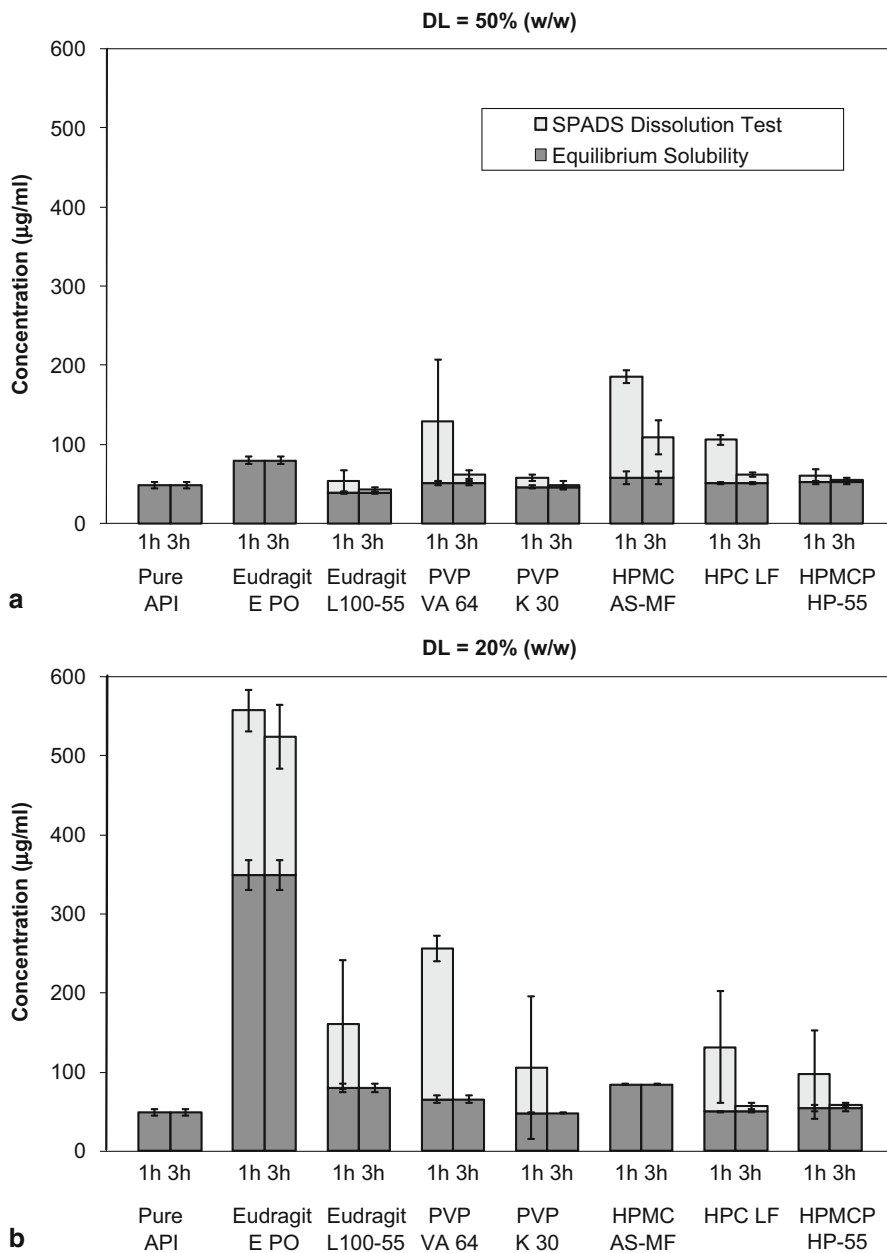 DL = 50% (w/w)
600
500
400
300
200
100
0
Concentration (µg/ml)
SPADS Dissolution Test
Equilibrium Solubility
1h 3h 1h 3h 1h 3h 1h 3h 1h 3h 1h 3h 1h 3h 1h 3h
Pure Eudragit Eudragit PVP PVP HPMC HPC LF HPMCP
API E PO L100-55 VA 64 K 30 AS-MF HP-55
a
DL = 20% (w/w)
600
500
400
300
200
100
0
Concentration (µg/ml)
1h 3h 1h 3h 1h 3h 1h 3h 1h 3h 1h 3h 1h 3h 1h 3h
Pure Eudragit Eudragit PVP PVP HPMC HPC LF HPMCP
API E PO L100-55 VA 64 K 30 AS-MF HP-55
b